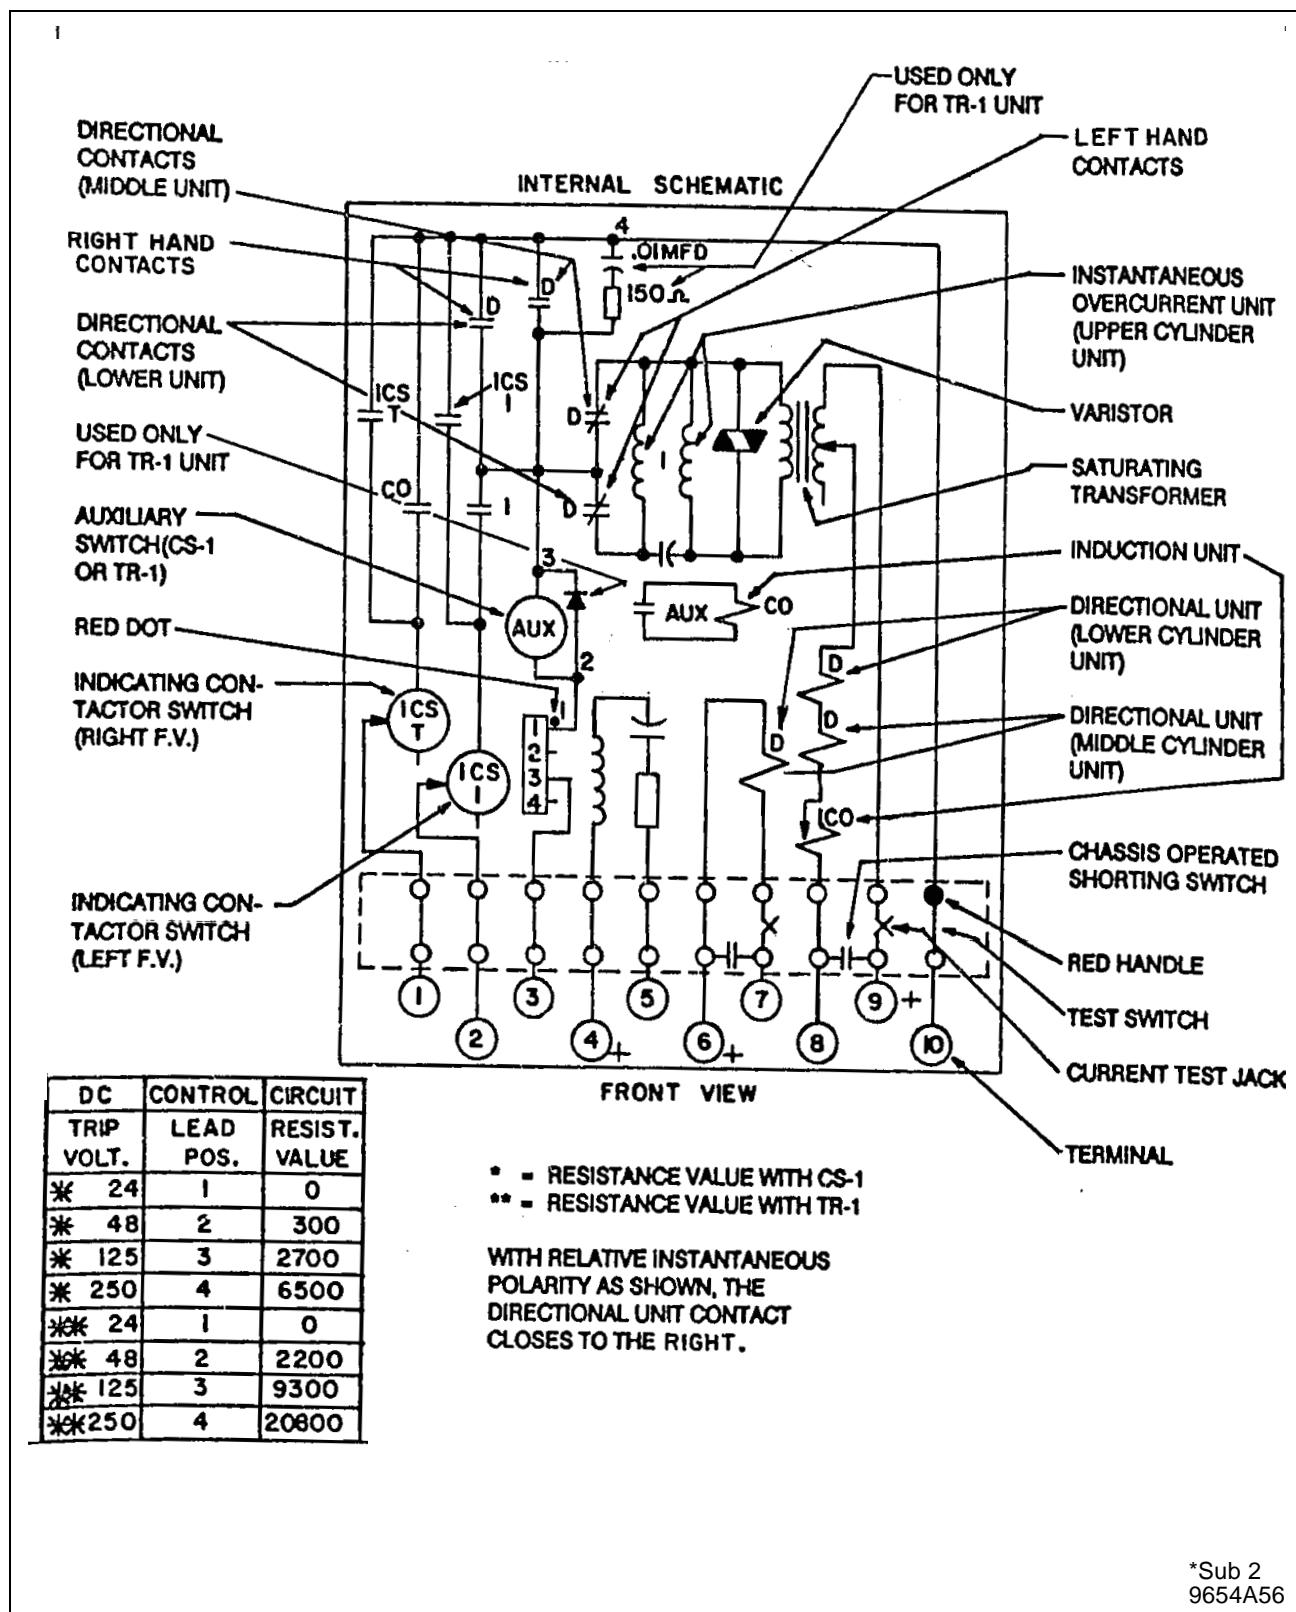 USED ONLY
FOR TR-1 UNIT
DIRECTIONAL
CONTACTS
(MIDDLE UNIT)
LEFT HAND
CONTACTS
INTERNAL SCHEMATIC
RIGHT HAND
CONTACTS
4
.01MFD
D
150Ω
D
INSTANTANEOUS
OVERCURRENT UNIT
(UPPER CYLINDER
UNIT)
DIRECTIONAL
CONTACTS
(LOWER UNIT)
ICS
T
ICS
I
D
VARISTOR
USED ONLY
FOR TR-1 UNIT
I
SATURATING
TRANSFORMER
CO
I
D
AUXILIARY
SWITCH(CS-1
OR TR-1)
3
INDUCTION UNIT
AUX
AUX
CO
DIRECTIONAL UNIT
(LOWER CYLINDER
UNIT)
RED DOT
2
D
INDICATING CON-
TACTOR SWITCH
(RIGHT F.V.)
ICS
T
1
1
2
3
4
D
D
DIRECTIONAL UNIT
(MIDDLE CYLINDER
UNIT)
ICS
I
CO
CHASSIS OPERATED
SHORTING SWITCH
INDICATING CON-
TACTOR SWITCH
(LEFT F.V.)
RED HANDLE
1
3
5
7
9 +
TEST SWITCH
2
4 +
6 +
8
10
CURRENT TEST JACK
FRONT VIEW
TERMINAL
DC CONTROL CIRCUIT
TRIP LEAD RESIST.
VOLT. POS. VALUE
* 24 1 0
* 48 2 300
* 125 3 2700
* 250 4 6500
** 24 1 0
** 48 2 2200
** 125 3 9300
** 250 4 20800
* = RESISTANCE VALUE WITH CS-1
** = RESISTANCE VALUE WITH TR-1
WITH RELATIVE INSTANTANEOUS
POLARITY AS SHOWN, THE
DIRECTIONAL UNIT CONTACT
CLOSES TO THE RIGHT.
*Sub 2
9654A56